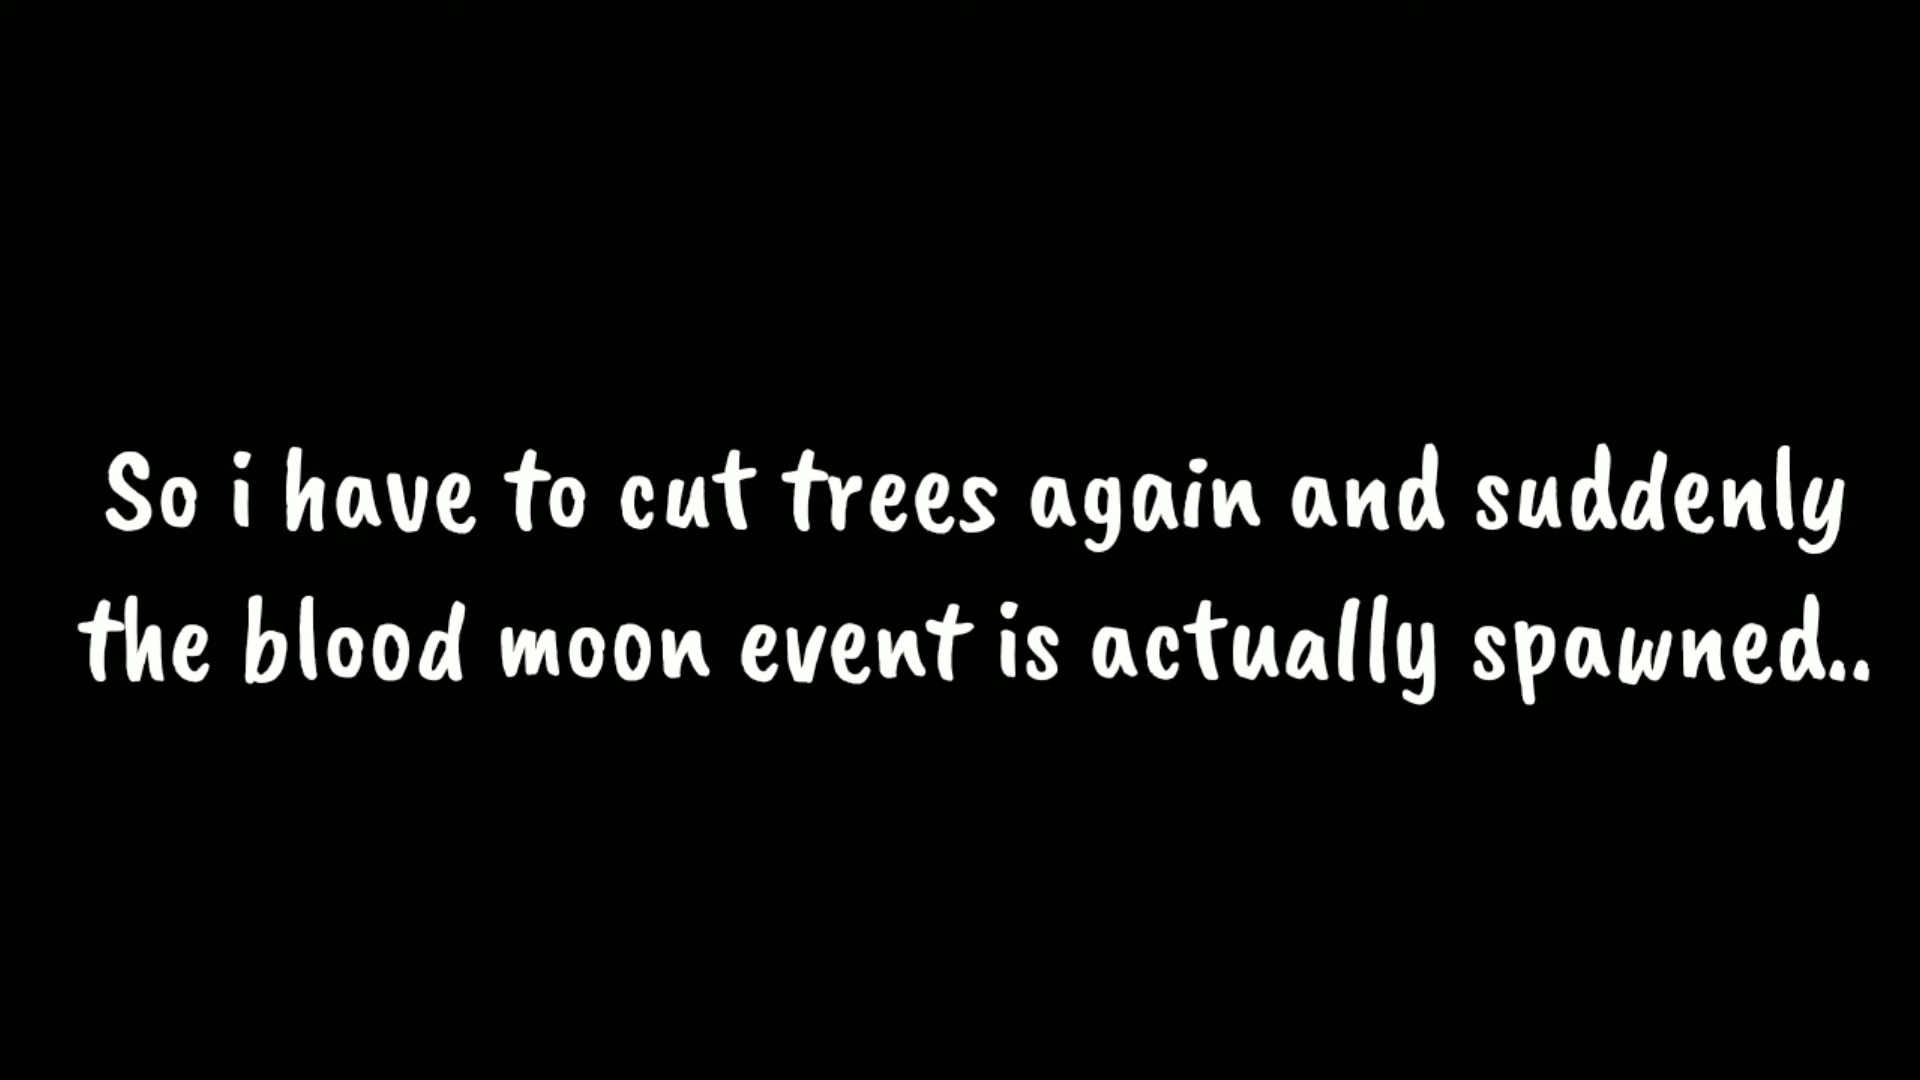 So i have to cut trees again and suddenly
the blood moon event is actually spawned..